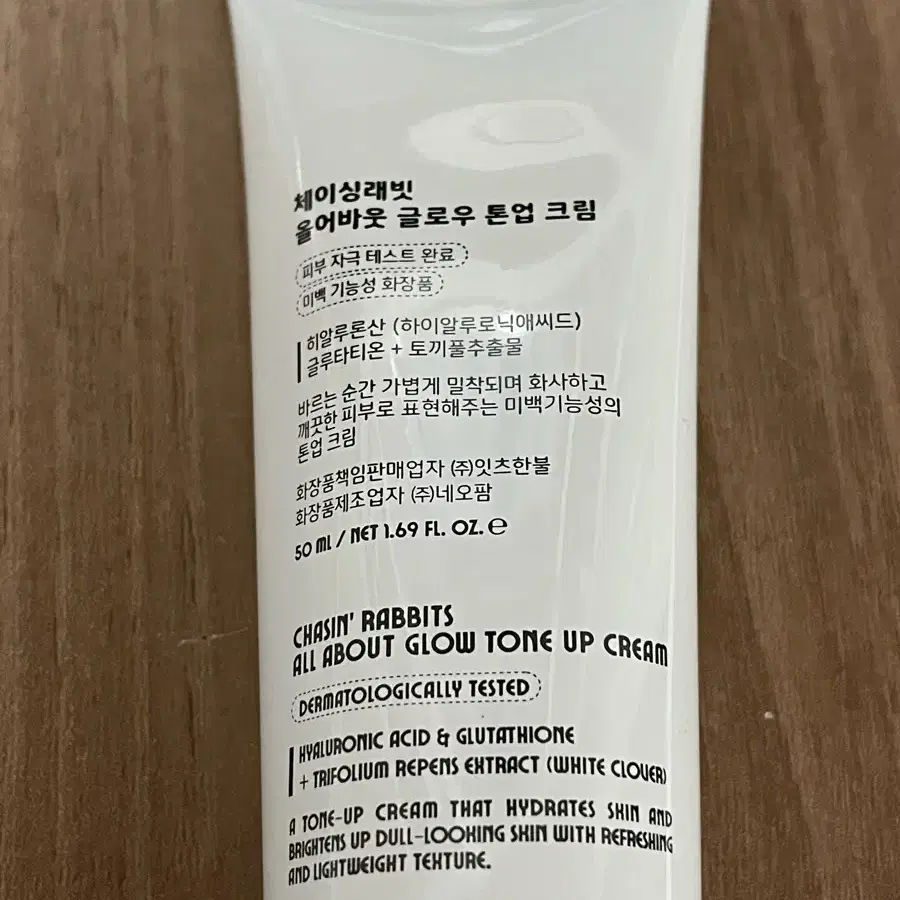 체이싱래빗
올어바웃 글로우 톤업 크림
피부 자극 테스트 완료
미백 기능성 화장품
히알루론산 (하이알루로닉애씨드)
글루타티온 + 토끼풀추출물
바르는 순간 가볍게 밀착되며 화사하고
깨끗한 피부로 표현해주는 미백기능성의
톤업 크림
화장품책임판매업자 ㈜잇츠한불
화장품제조업자 ㈜네오팜
50 ML / NET 1.69 FL. OZ. ℮
CHASIN' RABBITS
ALL ABOUT GLOW TONE UP CREAM
DERMATOLOGICALLY TESTED
HYALURONIC ACID & GLUTATHIONE
+ TRIFOLIUM REPENS EXTRACT (WHITE CLOVER)
A TONE-UP CREAM THAT HYDRATES SKIN AND
BRIGHTENS UP DULL-LOOKING SKIN WITH REFRESHING
AND LIGHTWEIGHT TEXTURE.